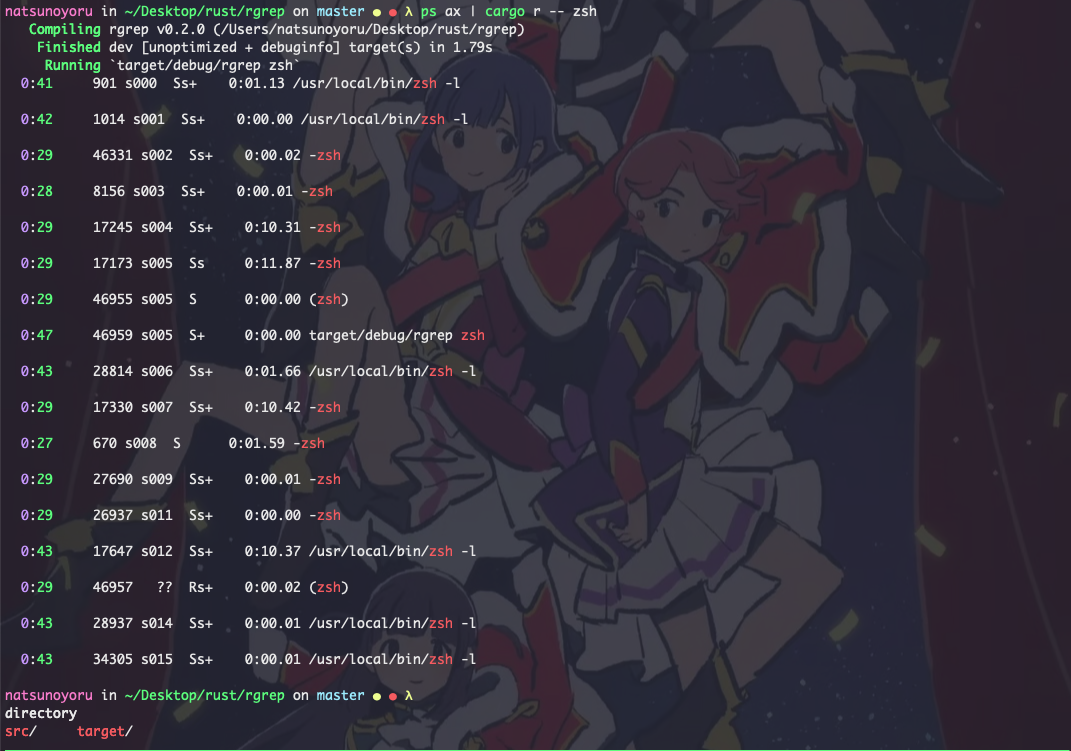 natsunoyoru in ~/Desktop/rust/rgrep on master ● ● λ ps ax | cargo r -- zsh
   Compiling rgrep v0.2.0 (/Users/natsunoyoru/Desktop/rust/rgrep)
    Finished dev [unoptimized + debuginfo] target(s) in 1.79s
     Running `target/debug/rgrep zsh`
  0:41     901 s000  Ss+    0:01.13 /usr/local/bin/zsh -l
  0:42     1014 s001  Ss+     0:00.00 /usr/local/bin/zsh -l
  0:29     46331 s002  Ss+    0:00.02 -zsh
  0:28     8156 s003  Ss+    0:00.01 -zsh
  0:29     17245 s004  Ss+    0:10.31 -zsh
  0:29     17173 s005  Ss     0:11.87 -zsh
  0:29     46955 s005  S      0:00.00 (zsh)
  0:47     46959 s005  S+     0:00.00 target/debug/rgrep zsh
  0:43     28814 s006  Ss+    0:01.66 /usr/local/bin/zsh -l
  0:29     17330 s007  Ss+    0:10.42 -zsh
  0:27     670 s008  S      0:01.59 -zsh
  0:29     27690 s009  Ss+    0:00.01 -zsh
  0:29     26937 s011  Ss+    0:00.00 -zsh
  0:43     17647 s012  Ss+    0:10.37 /usr/local/bin/zsh -l
  0:29     46957   ??  Rs+    0:00.02 (zsh)
  0:43     28937 s014  Ss+    0:00.01 /usr/local/bin/zsh -l
  0:43     34305 s015  Ss+    0:00.01 /usr/local/bin/zsh -l
natsunoyoru in ~/Desktop/rust/rgrep on master ● ● λ
directory
src/     target/